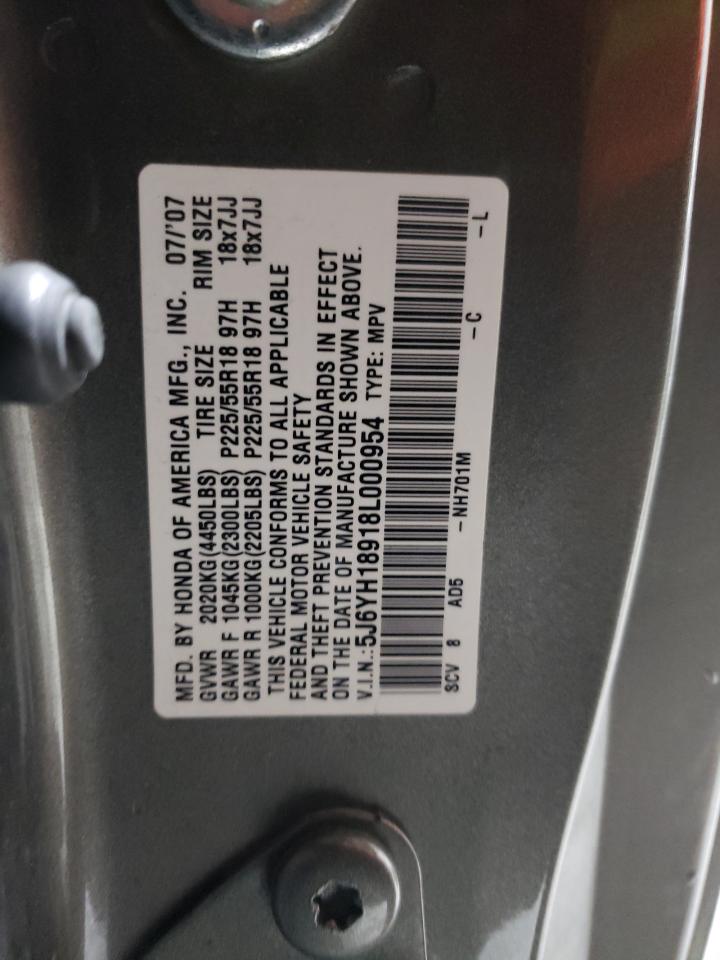 MFD. BY HONDA OF AMERICA MFG., INC. 07/'07
GVWR 2020KG(4450LBS) TIRE SIZE RIM SIZE
GAWR F 1045KG(2300LBS) P225/55R18 97H 18x7JJ
GAWR R 1000KG(2205LBS) P225/55R18 97H 18x7JJ
THIS VEHICLE CONFORMS TO ALL APPLICABLE
FEDERAL MOTOR VEHICLE SAFETY
AND THEFT PREVENTION STANDARDS IN EFFECT
ON THE DATE OF MANUFACTURE SHOWN ABOVE.
V.I.N.:5J6YH18918L000954 TYPE: MPV
SCV 8 AD5 -NH701M -C -L